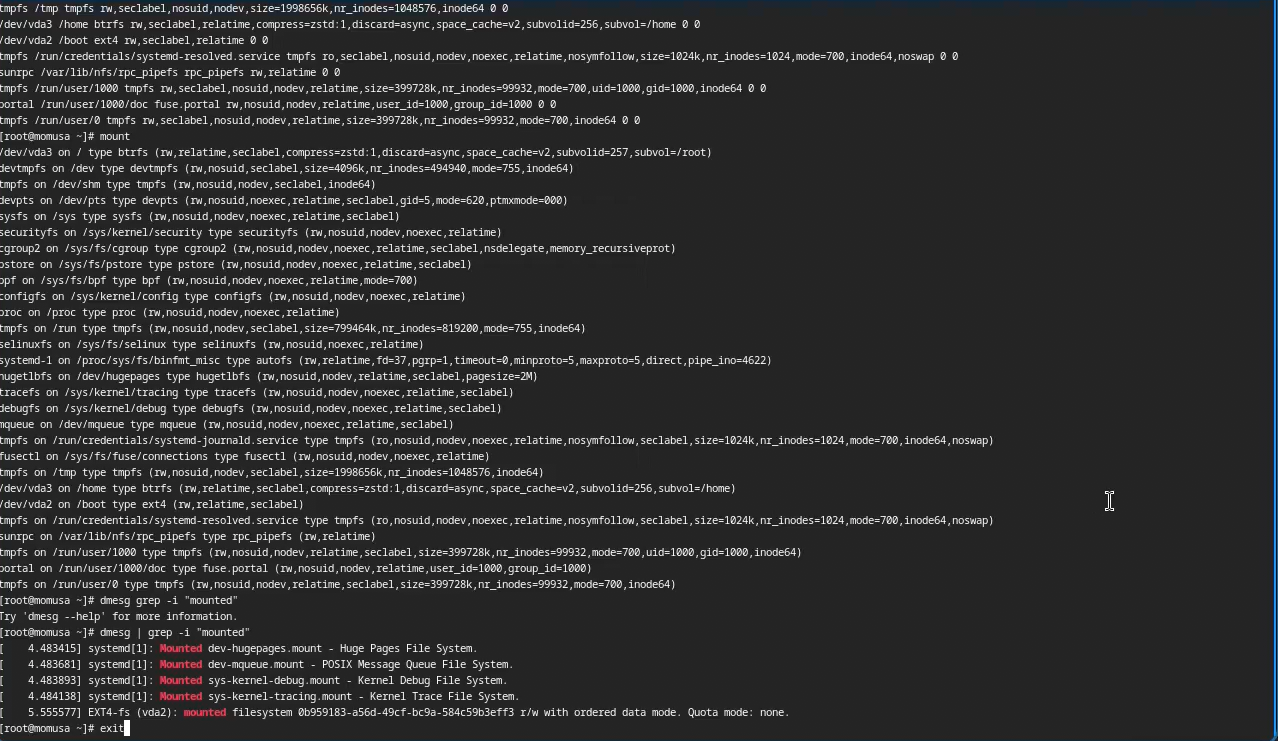 tmpfs /tmp tmpfs rw,seclabel,nosuid,nodev,size=1998656k,nr_inodes=1048576,inode64 0 0
/dev/vda3 /home btrfs rw,seclabel,relatime,compress=zstd:1,discard=async,space_cache=v2,subvolid=256,subvol=/home 0 0
/dev/vda2 /boot ext4 rw,seclabel,relatime 0 0
tmpfs /run/credentials/systemd-resolved.service tmpfs ro,seclabel,nosuid,nodev,noexec,relatime,nosymfollow,size=1024k,nr_inodes=1024,mode=700,inode64,noswap 0 0
sunrpc /var/lib/nfs/rpc_pipefs rpc_pipefs rw,relatime 0 0
tmpfs /run/user/1000 tmpfs rw,seclabel,nosuid,nodev,relatime,size=399728k,nr_inodes=99932,mode=700,uid=1000,gid=1000,inode64 0 0
portal /run/user/1000/doc fuse.portal rw,nosuid,nodev,relatime,user_id=1000,group_id=1000 0 0
tmpfs /run/user/0 tmpfs rw,seclabel,nosuid,nodev,relatime,size=399728k,nr_inodes=99932,mode=700,inode64 0 0
[root@momusa ~]# mount
/dev/vda3 on / type btrfs (rw,relatime,seclabel,compress=zstd:1,discard=async,space_cache=v2,subvolid=257,subvol=/root)
devtmpfs on /dev type devtmpfs (rw,nosuid,seclabel,size=4096k,nr_inodes=494940,mode=755,inode64)
tmpfs on /dev/shm type tmpfs (rw,nosuid,nodev,seclabel,inode64)
devpts on /dev/pts type devpts (rw,nosuid,noexec,relatime,seclabel,gid=5,mode=620,ptmxmode=000)
sysfs on /sys type sysfs (rw,nosuid,nodev,noexec,relatime,seclabel)
securityfs on /sys/kernel/security type securityfs (rw,nosuid,nodev,noexec,relatime)
cgroup2 on /sys/fs/cgroup type cgroup2 (rw,nosuid,nodev,noexec,relatime,seclabel,nsdelegate,memory_recursiveprot)
pstore on /sys/fs/pstore type pstore (rw,nosuid,nodev,noexec,relatime,seclabel)
bpf on /sys/fs/bpf type bpf (rw,nosuid,nodev,noexec,relatime,mode=700)
configfs on /sys/kernel/config type configfs (rw,nosuid,nodev,noexec,relatime)
proc on /proc type proc (rw,nosuid,nodev,noexec,relatime)
tmpfs on /run type tmpfs (rw,nosuid,nodev,seclabel,size=799464k,nr_inodes=819200,mode=755,inode64)
selinuxfs on /sys/fs/selinux type selinuxfs (rw,nosuid,noexec,relatime)
systemd-1 on /proc/sys/fs/binfmt_misc type autofs (rw,relatime,fd=37,pgrp=1,timeout=0,minproto=5,maxproto=5,direct,pipe_ino=4622)
hugetlbfs on /dev/hugepages type hugetlbfs (rw,nosuid,nodev,relatime,seclabel,pagesize=2M)
tracefs on /sys/kernel/tracing type tracefs (rw,nosuid,nodev,noexec,relatime,seclabel)
debugfs on /sys/kernel/debug type debugfs (rw,nosuid,nodev,noexec,relatime,seclabel)
mqueue on /dev/mqueue type mqueue (rw,nosuid,nodev,noexec,relatime,seclabel)
tmpfs on /run/credentials/systemd-journald.service type tmpfs (ro,nosuid,nodev,noexec,relatime,nosymfollow,seclabel,size=1024k,nr_inodes=1024,mode=700,inode64,noswap)
fusectl on /sys/fs/fuse/connections type fusectl (rw,nosuid,nodev,noexec,relatime)
tmpfs on /tmp type tmpfs (rw,nosuid,nodev,seclabel,size=1998656k,nr_inodes=1048576,inode64)
/dev/vda3 on /home type btrfs (rw,relatime,seclabel,compress=zstd:1,discard=async,space_cache=v2,subvolid=256,subvol=/home)
/dev/vda2 on /boot type ext4 (rw,relatime,seclabel)
tmpfs on /run/credentials/systemd-resolved.service type tmpfs (ro,nosuid,nodev,noexec,relatime,nosymfollow,seclabel,size=1024k,nr_inodes=1024,mode=700,inode64,noswap)
sunrpc on /var/lib/nfs/rpc_pipefs type rpc_pipefs (rw,relatime)
tmpfs on /run/user/1000 type tmpfs (rw,nosuid,nodev,relatime,seclabel,size=399728k,nr_inodes=99932,mode=700,uid=1000,gid=1000,inode64)
portal on /run/user/1000/doc type fuse.portal (rw,nosuid,nodev,relatime,user_id=1000,group_id=1000)
tmpfs on /run/user/0 type tmpfs (rw,nosuid,nodev,relatime,seclabel,size=399728k,nr_inodes=99932,mode=700,inode64)
[root@momusa ~]# dmesg grep -i "mounted"
Try 'dmesg --help' for more information.
[root@momusa ~]# dmesg | grep -i "mounted"
[    4.483415] systemd[1]: Mounted dev-hugepages.mount - Huge Pages File System.
[    4.483681] systemd[1]: Mounted dev-mqueue.mount - POSIX Message Queue File System.
[    4.483893] systemd[1]: Mounted sys-kernel-debug.mount - Kernel Debug File System.
[    4.484138] systemd[1]: Mounted sys-kernel-tracing.mount - Kernel Trace File System.
[    5.555577] EXT4-fs (vda2): mounted filesystem 0b959183-a56d-49cf-bc9a-584c59b3eff3 r/w with ordered data mode. Quota mode: none.
[root@momusa ~]# exit